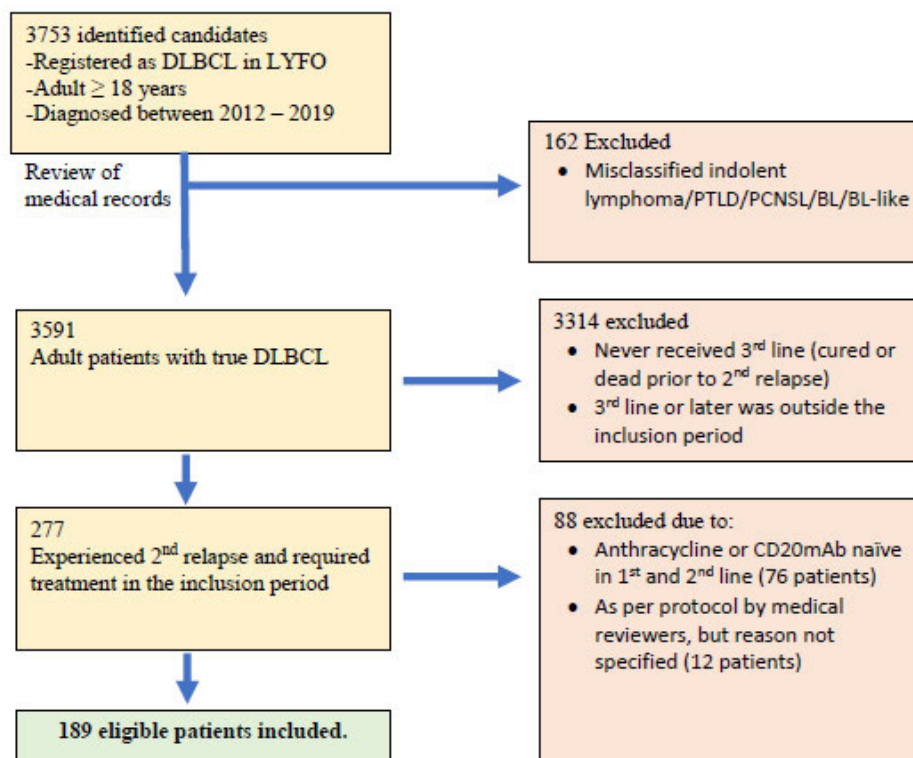 3753 identified candidates
-Registered as DLBCL in LYFO
-Adult ≥ 18 years
-Diagnosed between 2012 – 2019
Review of
medical records
162 Excluded
• Misclassified indolent
lymphoma/PTLD/PCNSL/BL/BL-like
3591
Adult patients with true DLBCL
3314 excluded
• Never received 3rd line (cured or
dead prior to 2nd relapse)
• 3rd line or later was outside the
inclusion period
277
Experienced 2nd relapse and required
treatment in the inclusion period
88 excluded due to:
• Anthracycline or CD20mAb naïve
in 1st and 2nd line (76 patients)
• As per protocol by medical
reviewers, but reason not
specified (12 patients)
189 eligible patients included.